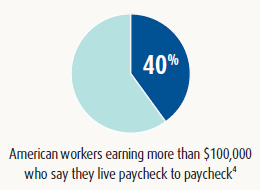 40%
American workers earning more than $100,000
who say they live paycheck to paycheck⁴